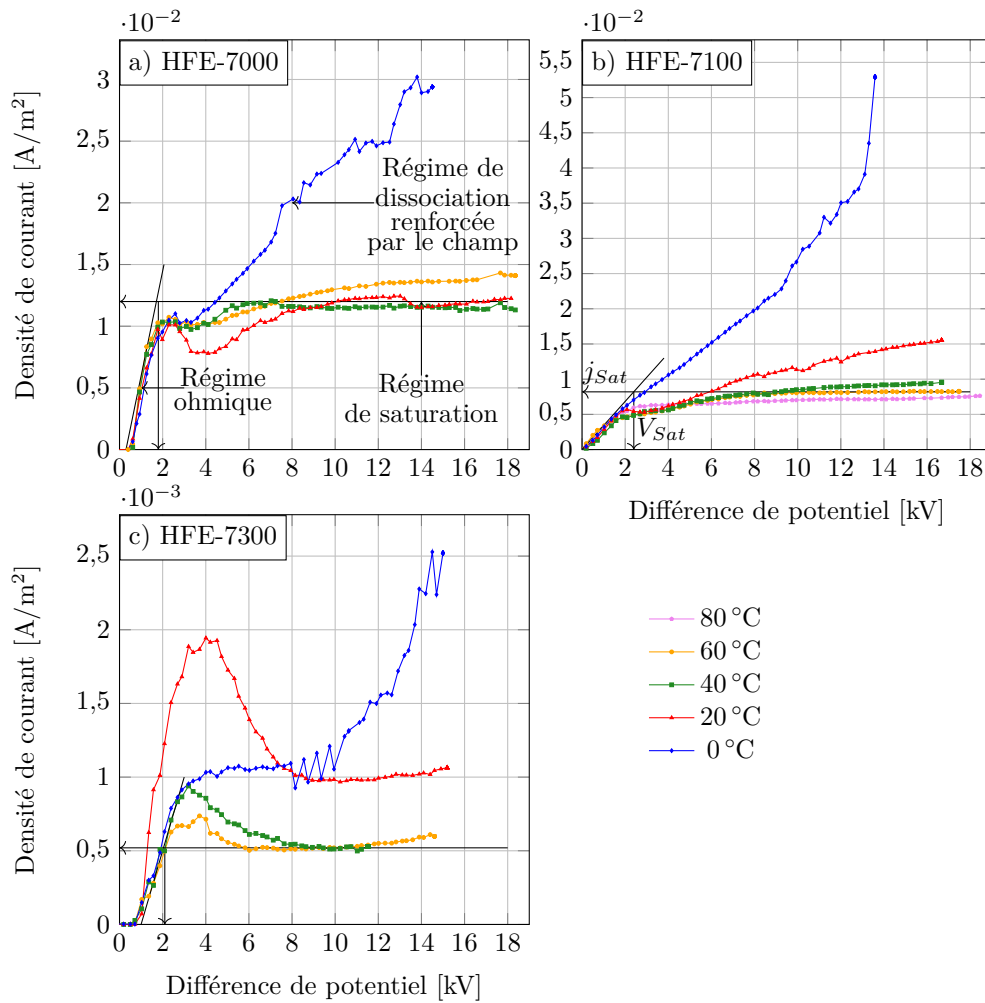 ·10⁻²
a) HFE-7000
Densité de courant [A/m²]
3
2,5
2
1,5
1
0,5
0
0 2 4 6 8 10 12 14 16 18
Régime de
dissociation
renforcée
par le champ
Régime
ohmique
Régime
de saturation
·10⁻²
b) HFE-7100
5,5
5
4,5
4
3,5
3
2,5
2
1,5
1
0,5
0
0 2 4 6 8 10 12 14 16 18
j_Sat
V_Sat
Différence de potentiel [kV]
·10⁻³
c) HFE-7300
Densité de courant [A/m²]
2,5
2
1,5
1
0,5
0
0 2 4 6 8 10 12 14 16 18
Différence de potentiel [kV]
80 °C
60 °C
40 °C
20 °C
0 °C